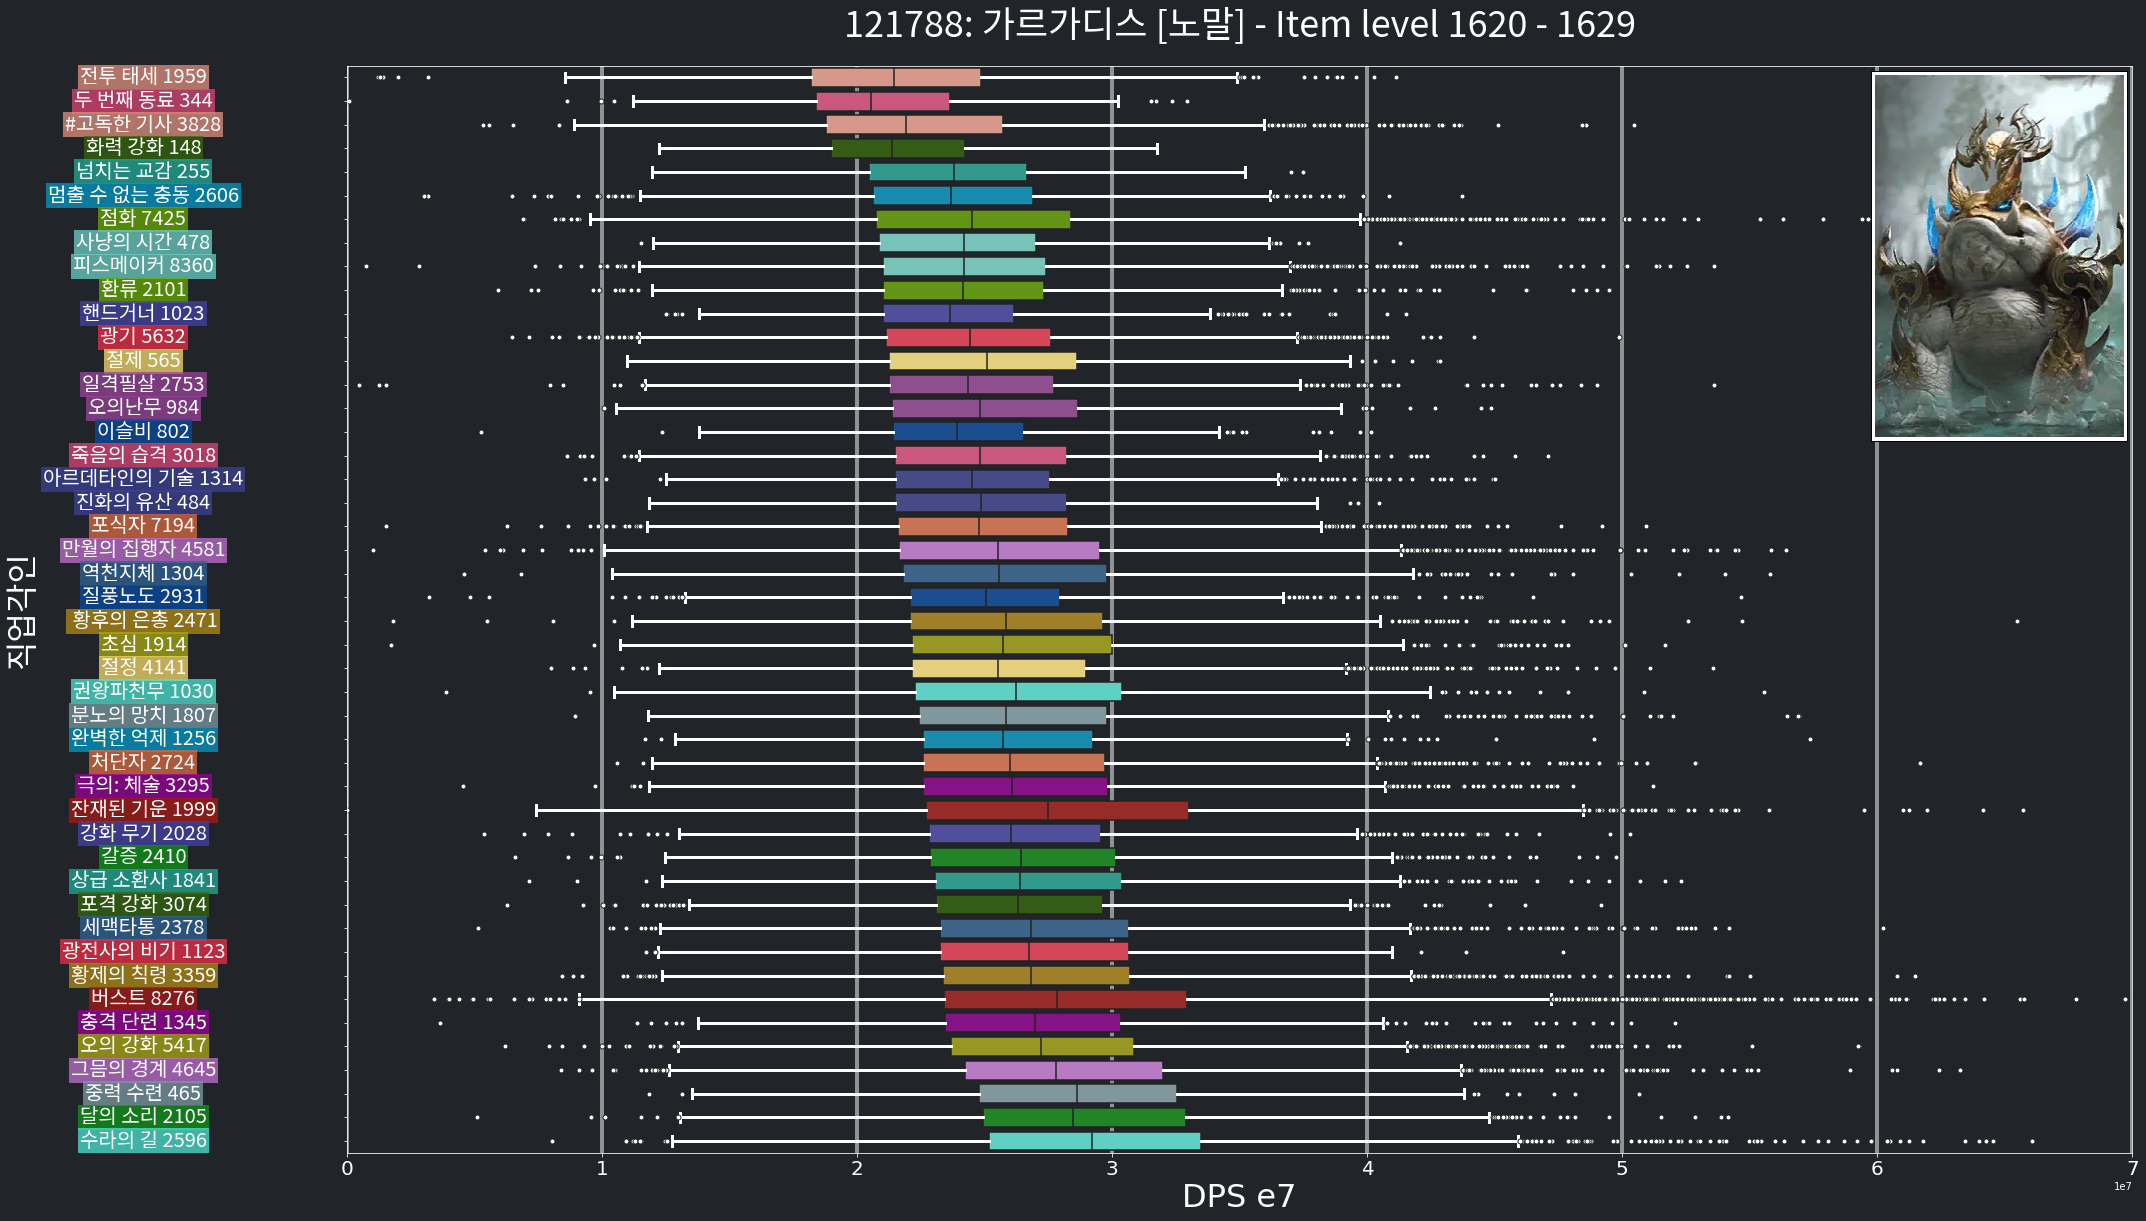 121788: 가르가디스 [노말] - Item level 1620 - 1629
직업각인
전투 태세 1959
두 번째 동료 344
#고독한 기사 3828
화력 강화 148
넘치는 교감 255
멈출 수 없는 충동 2606
점화 7425
사냥의 시간 478
피스메이커 8360
환류 2101
핸드거너 1023
광기 5632
절제 565
일격필살 2753
오의난무 984
이슬비 802
죽음의 습격 3018
아르데타인의 기술 1314
진화의 유산 484
포식자 7194
만월의 집행자 4581
역천지체 1304
질풍노도 2931
황후의 은총 2471
초심 1914
절정 4141
권왕파천무 1030
분노의 망치 1807
완벽한 억제 1256
처단자 2724
극의: 체술 3295
잔재된 기운 1999
강화 무기 2028
갈증 2410
상급 소환사 1841
포격 강화 3074
세맥타통 2378
광전사의 비기 1123
황제의 칙령 3359
버스트 8276
충격 단련 1345
오의 강화 5417
그믐의 경계 4645
중력 수련 465
달의 소리 2105
수라의 길 2596
0 1 2 3 4 5 6 7
1e7
DPS e7